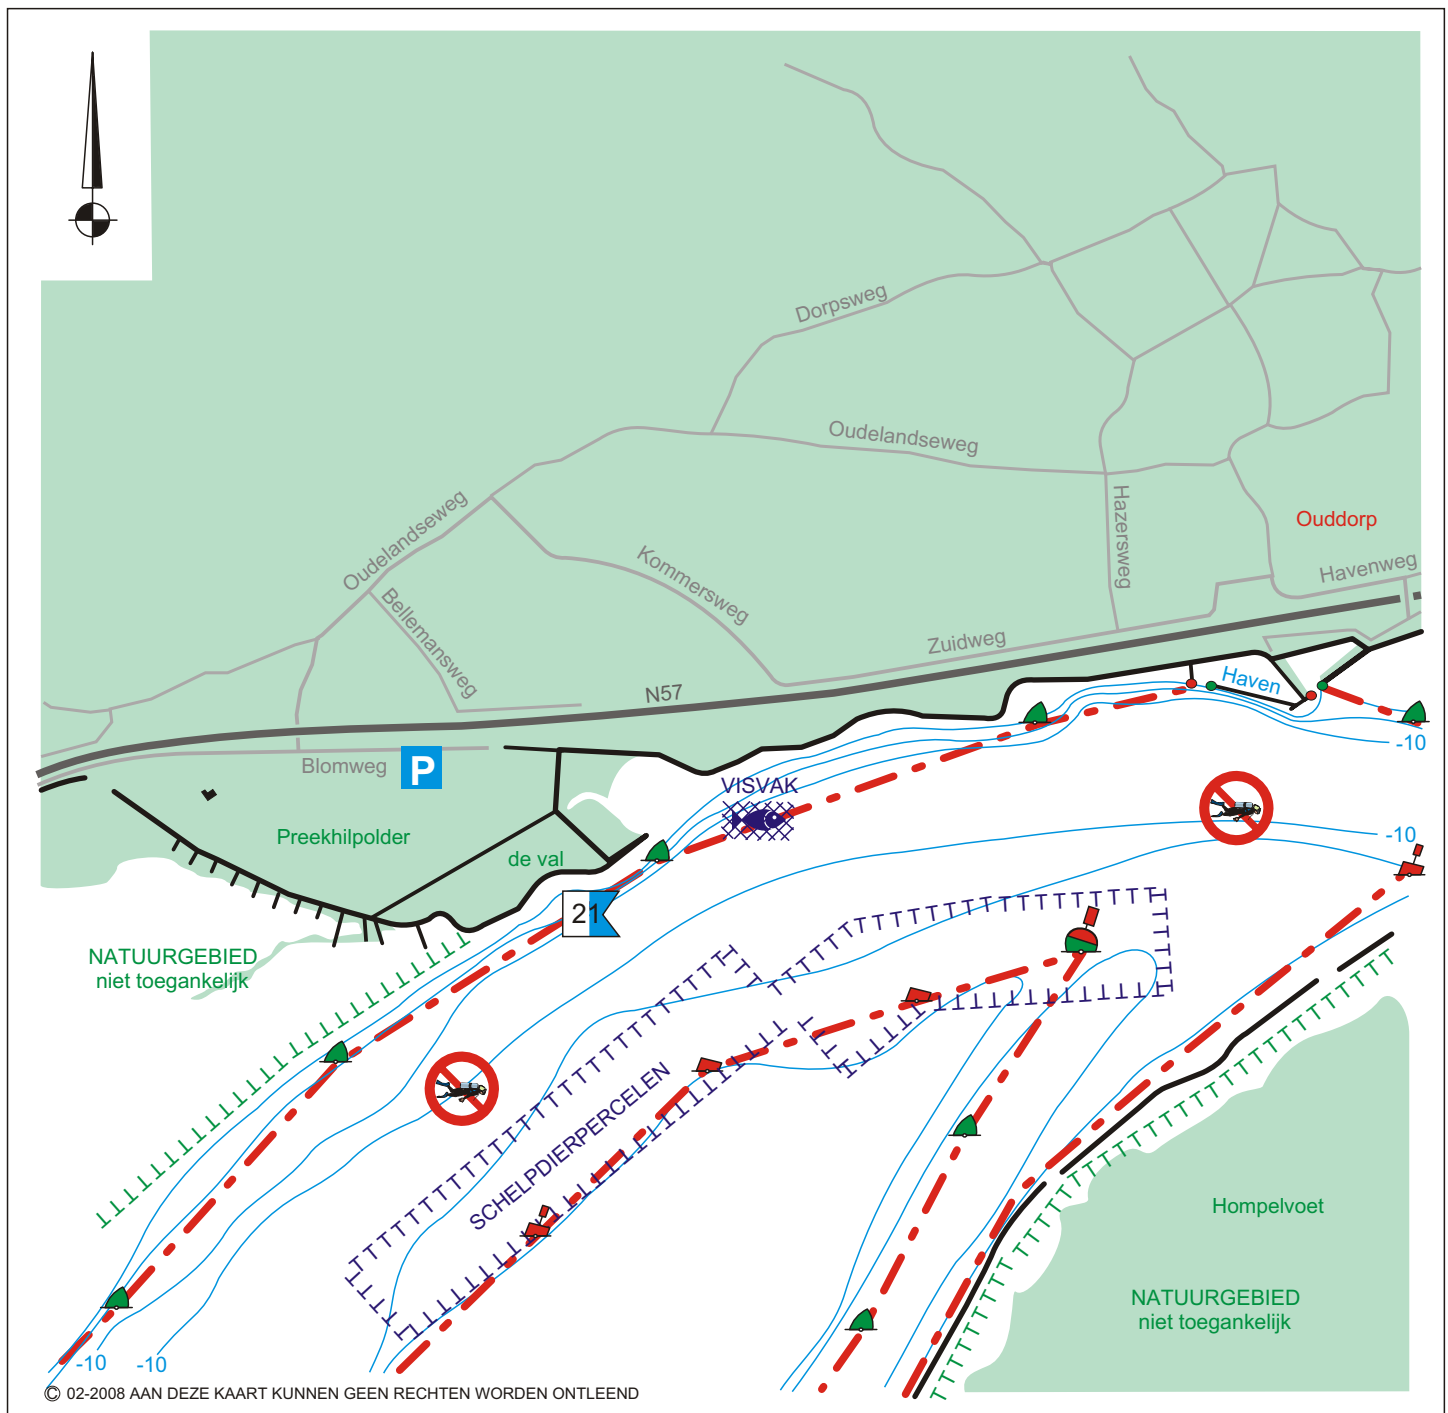 Dorpsweg
Oudelandseweg
Oudelandseweg
Hazersweg
Ouddorp
Kommersweg
Havenweg
Bellemansweg
Zuidweg
N57
Haven
-10
Blomweg
P
VISVAK
Preekhilpolder
de val
-10
21
NATUURGEBIED
niet toegankelijk
SCHELPDIERPERCELEN
Hompelvoet
NATUURGEBIED
niet toegankelijk
-10
-10
© 02-2008 AAN DEZE KAART KUNNEN GEEN RECHTEN WORDEN ONTLEEND